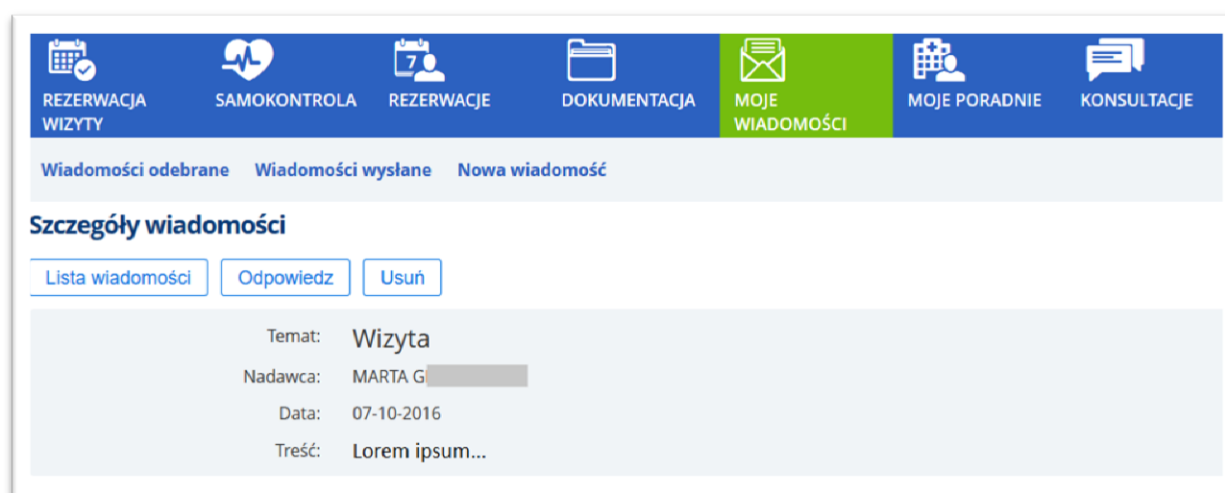 REZERWACJA WIZYTY
SAMOKONTROLA
7
REZERWACJE
DOKUMENTACJA
MOJE WIADOMOŚCI
MOJE PORADNIE
KONSULTACJE
Wiadomości odebrane Wiadomości wysłane Nowa wiadomość
Szczegóły wiadomości
Lista wiadomości Odpowiedz Usuń
Temat: Wizyta
Nadawca: MARTA G
Data: 07-10-2016
Treść: Lorem ipsum...